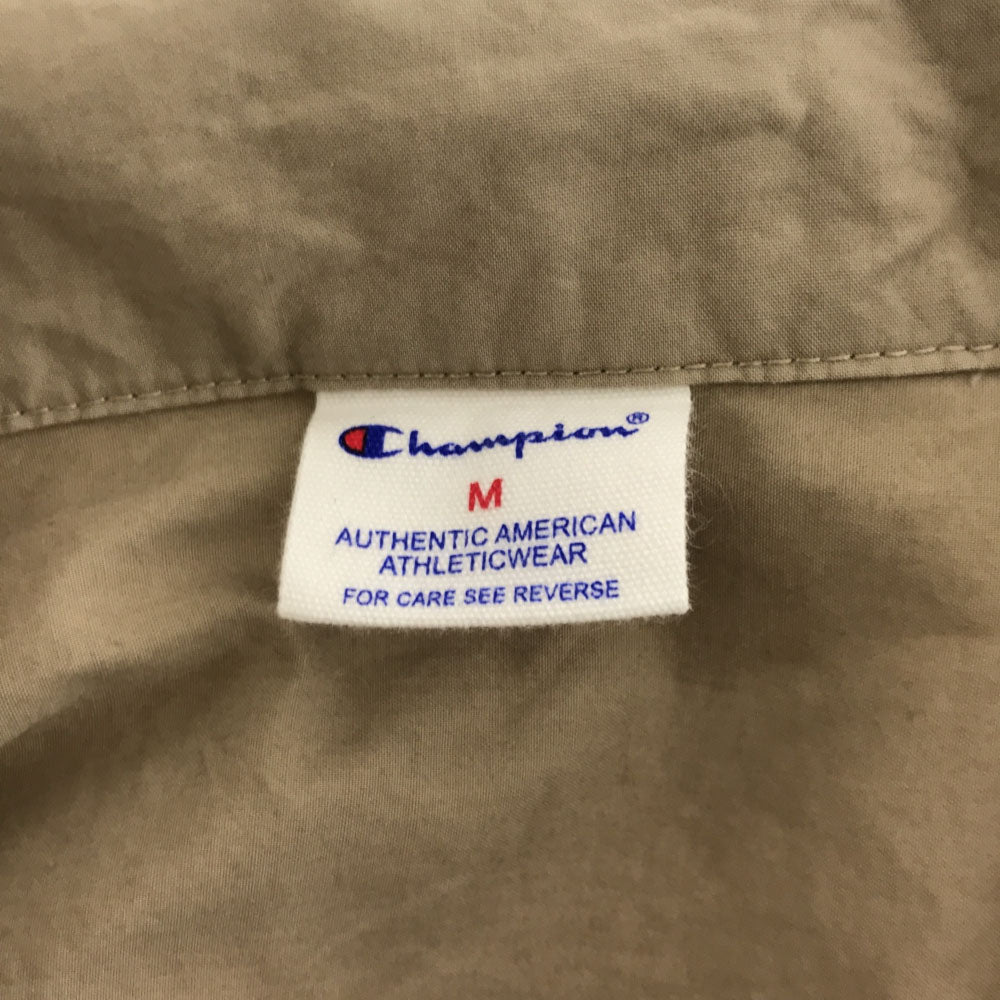 Champion®
M
AUTHENTIC AMERICAN
ATHLETICWEAR
FOR CARE SEE REVERSE